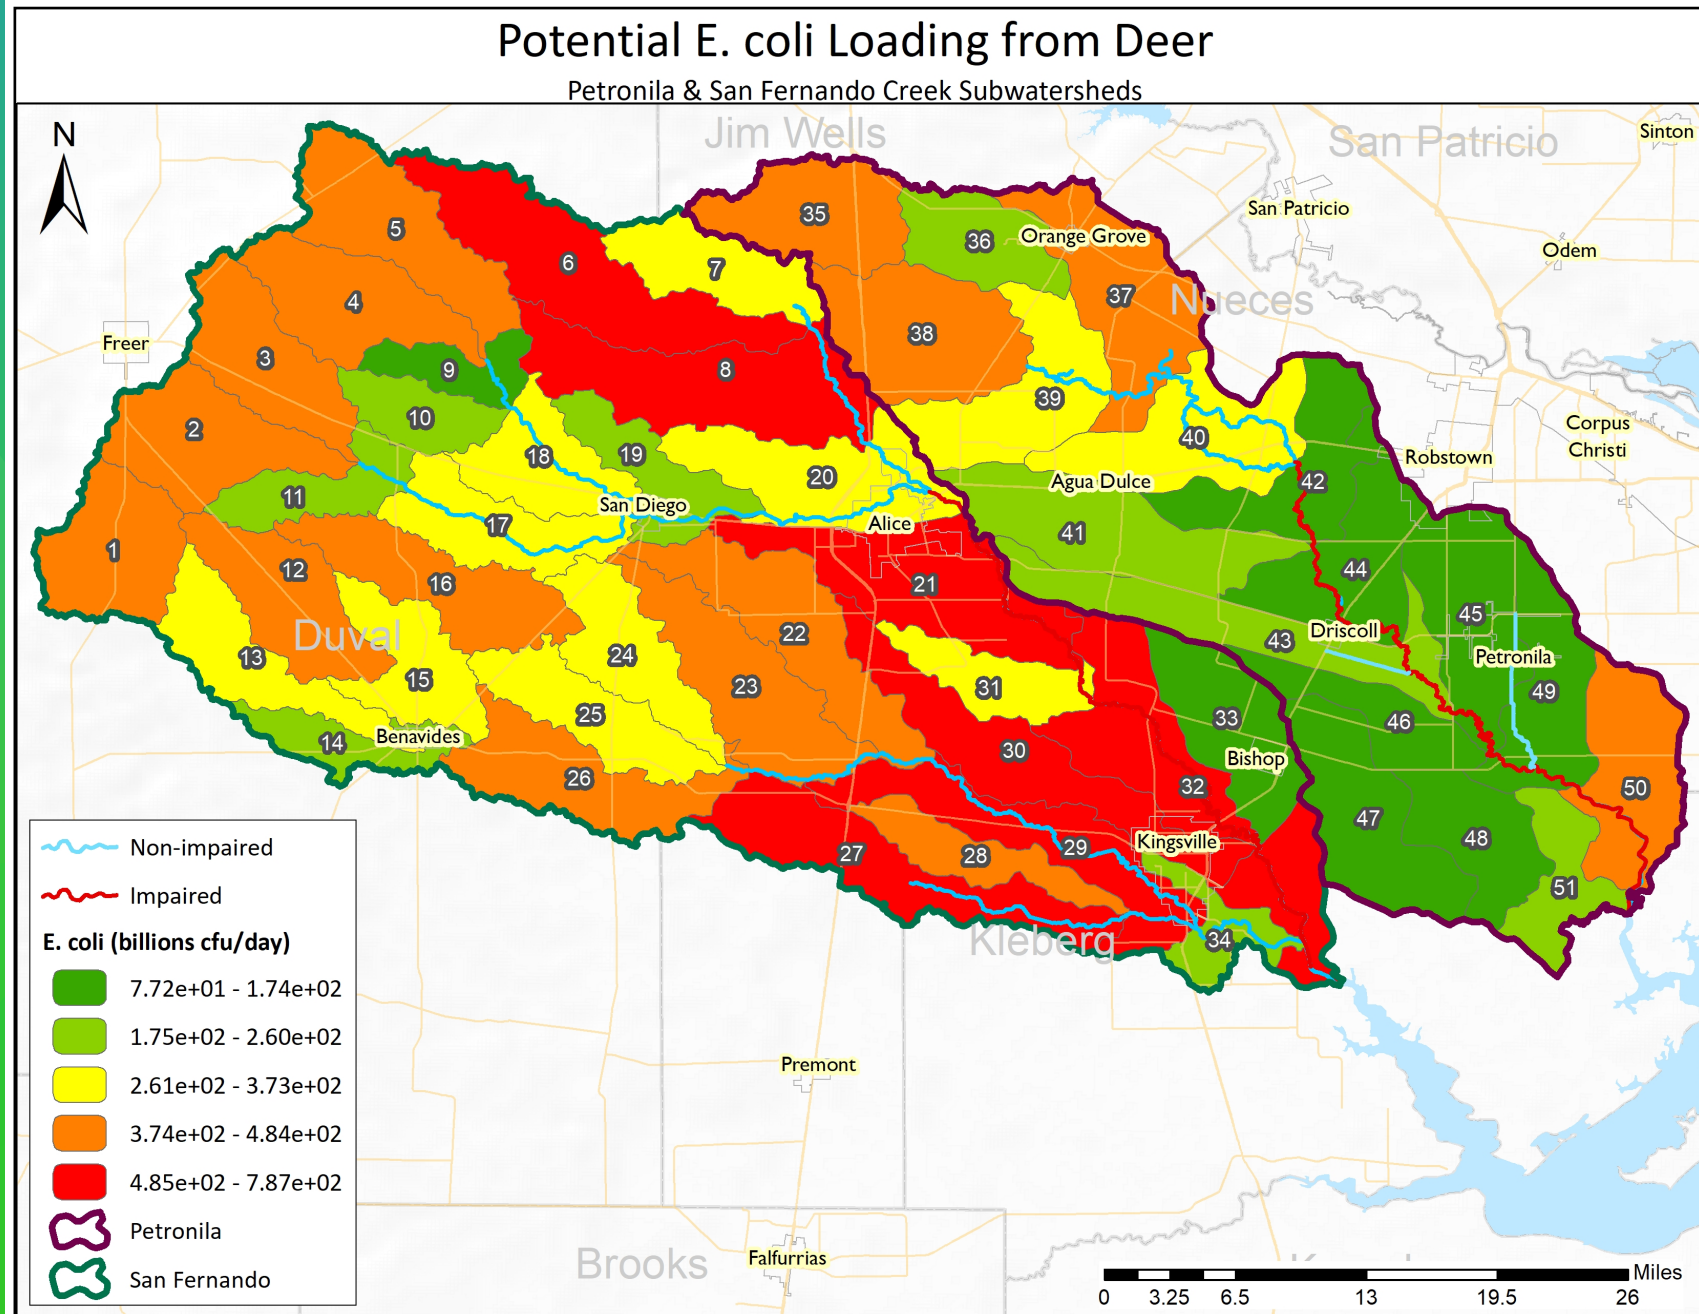 Potential E. coli Loading from Deer
Petronila & San Fernando Creek Subwatersheds
N
Jim Wells
San Patricio
Sinton
San Patricio
Odem
Nueces
Orange Grove
Freer
Corpus
Christi
Robstown
Agua Dulce
San Diego
Alice
Duval
Driscoll
Petronila
Benavides
Bishop
Kingsville
Kleberg
Premont
Brooks
Falfurrias
1
2
3
4
5
6
7
8
9
10
11
12
13
14
15
16
17
18
19
20
21
22
23
24
25
26
27
28
29
30
31
32
33
34
35
36
37
38
39
40
41
42
43
44
45
46
47
48
49
50
51
Non-impaired
Impaired
E. coli (billions cfu/day)
7.72e+01 - 1.74e+02
1.75e+02 - 2.60e+02
2.61e+02 - 3.73e+02
3.74e+02 - 4.84e+02
4.85e+02 - 7.87e+02
Petronila
San Fernando
Miles
0 3.25 6.5 13 19.5 26